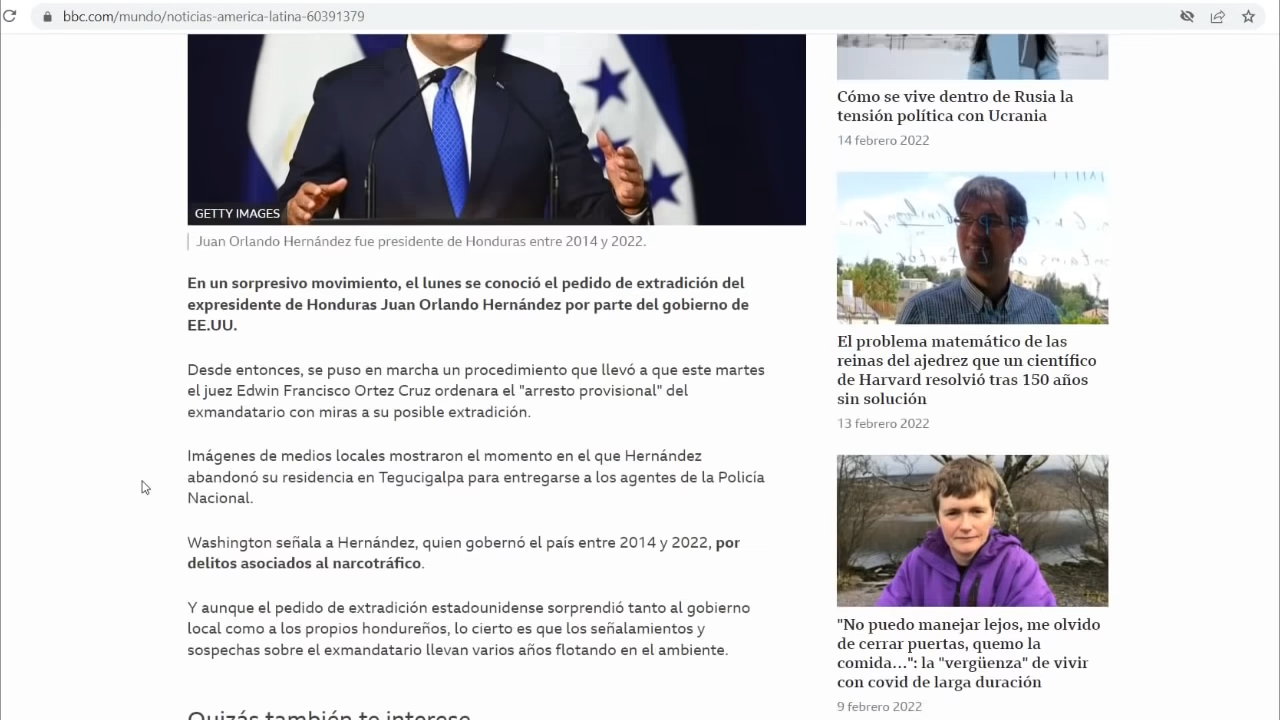 bbc.com/mundo/noticias-america-latina-60391379
GETTY IMAGES
Juan Orlando Hernández fue presidente de Honduras entre 2014 y 2022.
En un sorpresivo movimiento, el lunes se conoció el pedido de extradición del
expresidente de Honduras Juan Orlando Hernández por parte del gobierno de
EE.UU.
Desde entonces, se puso en marcha un procedimiento que llevó a que este martes
el juez Edwin Francisco Ortez Cruz ordenara el "arresto provisional" del
exmandatario con miras a su posible extradición.
Imágenes de medios locales mostraron el momento en el que Hernández
abandonó su residencia en Tegucigalpa para entregarse a los agentes de la Policía
Nacional.
Washington señala a Hernández, quien gobernó el país entre 2014 y 2022, por
delitos asociados al narcotráfico.
Y aunque el pedido de extradición estadounidense sorprendió tanto al gobierno
local como a los propios hondureños, lo cierto es que los señalamientos y
sospechas sobre el exmandatario llevan varios años flotando en el ambiente.
Quizás también te interese
Cómo se vive dentro de Rusia la
tensión política con Ucrania
14 febrero 2022
El problema matemático de las
reinas del ajedrez que un científico
de Harvard resolvió tras 150 años
sin solución
13 febrero 2022
"No puedo manejar lejos, me olvido
de cerrar puertas, quemo la
comida...": la "vergüenza" de vivir
con covid de larga duración
9 febrero 2022